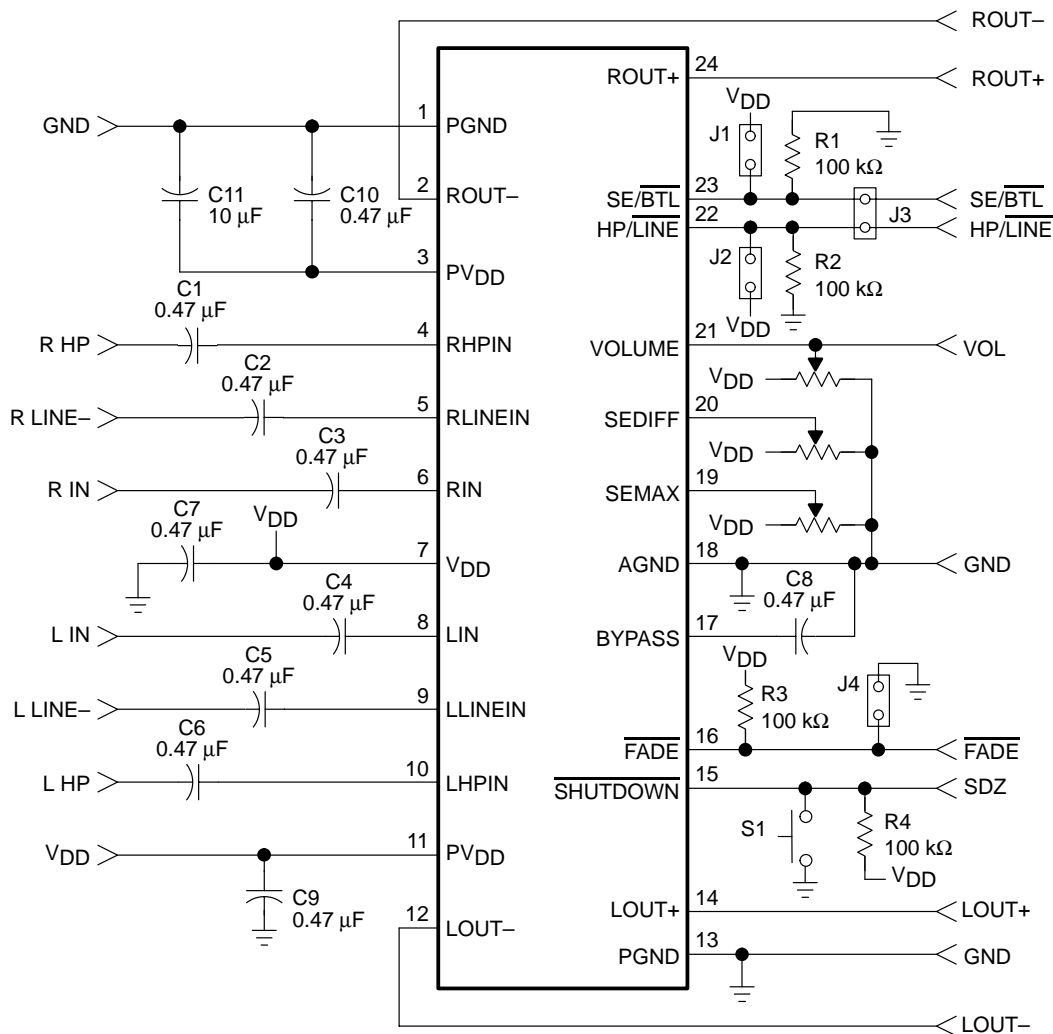 ROUT–
ROUT+
24
ROUT+
VDD
GND
1
PGND
J1
R1
100 kΩ
C11
10 μF
C10
0.47 μF
2
ROUT–
SE/BTL
23
SE/BTL
HP/LINE
22
J3
HP/LINE
3
PVDD
J2
R2
100 kΩ
VDD
C1
0.47 μF
R HP
4
RHPIN
VOLUME
21
VOL
C2
0.47 μF
VDD
R LINE–
5
RLINEIN
SEDIFF
20
C3
0.47 μF
VDD
R IN
6
RIN
SEMAX
19
C7
0.47 μF
VDD
VDD
7
VDD
AGND
18
GND
C4
0.47 μF
C8
0.47 μF
L IN
8
LIN
BYPASS
17
C5
0.47 μF
VDD
R3
100 kΩ
J4
L LINE–
9
LLINEIN
C6
0.47 μF
FADE
16
FADE
L HP
10
LHPIN
SHUTDOWN
15
SDZ
S1
R4
100 kΩ
VDD
VDD
11
PVDD
C9
0.47 μF
12
LOUT–
LOUT+
14
LOUT+
PGND
13
GND
LOUT–